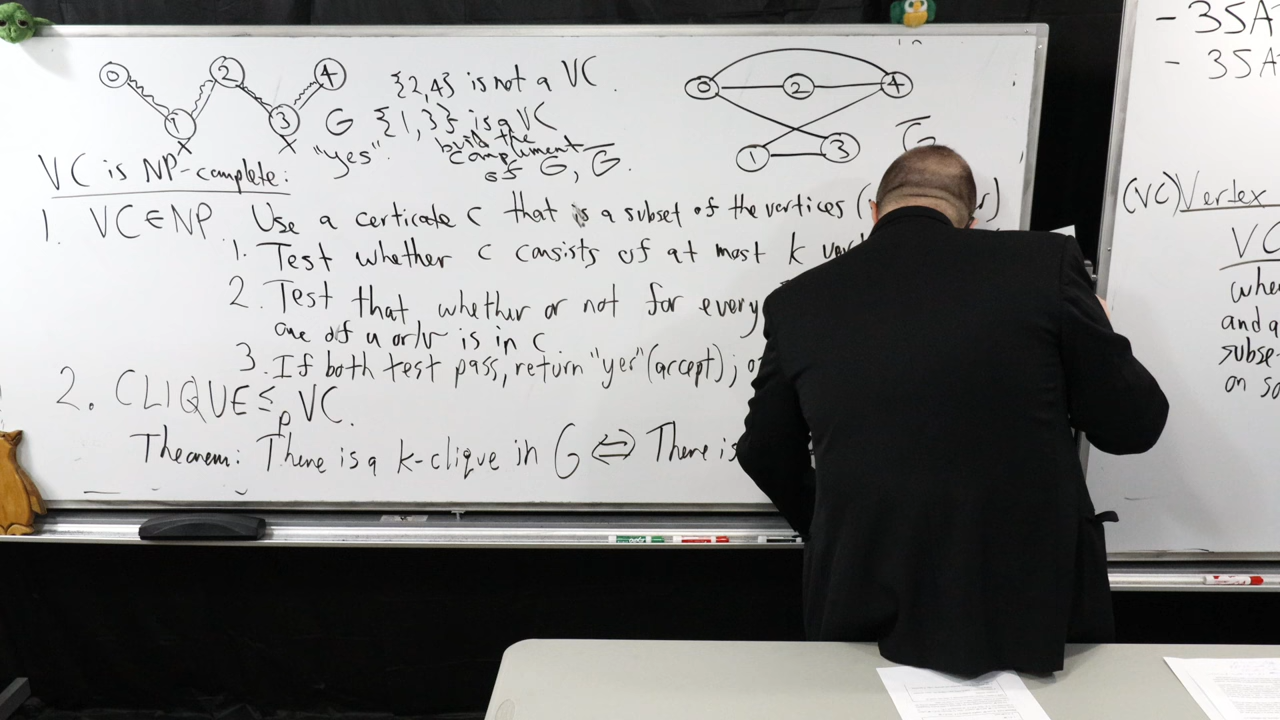 0 2 4
1 3
G
{2,4} is not a VC.
{1,3} is a VC
"yes".
build the
complement
of G, G̅.
0 2 4
1 3
G̅
VC is NP-complete:
1. VC ∈ NP. Use a certificate c that is a subset of the vertices (
1. Test whether c consists of at most k
2. Test that whether or not for every
one of u or/v is in c
3. If both test pass, return "yes" (accept);
2. CLIQUE ≤p VC.
Theorem: There is a k-clique in G ⇔ There is
- 3SA
- 3SA
(VC) Vertex
VC
and
on